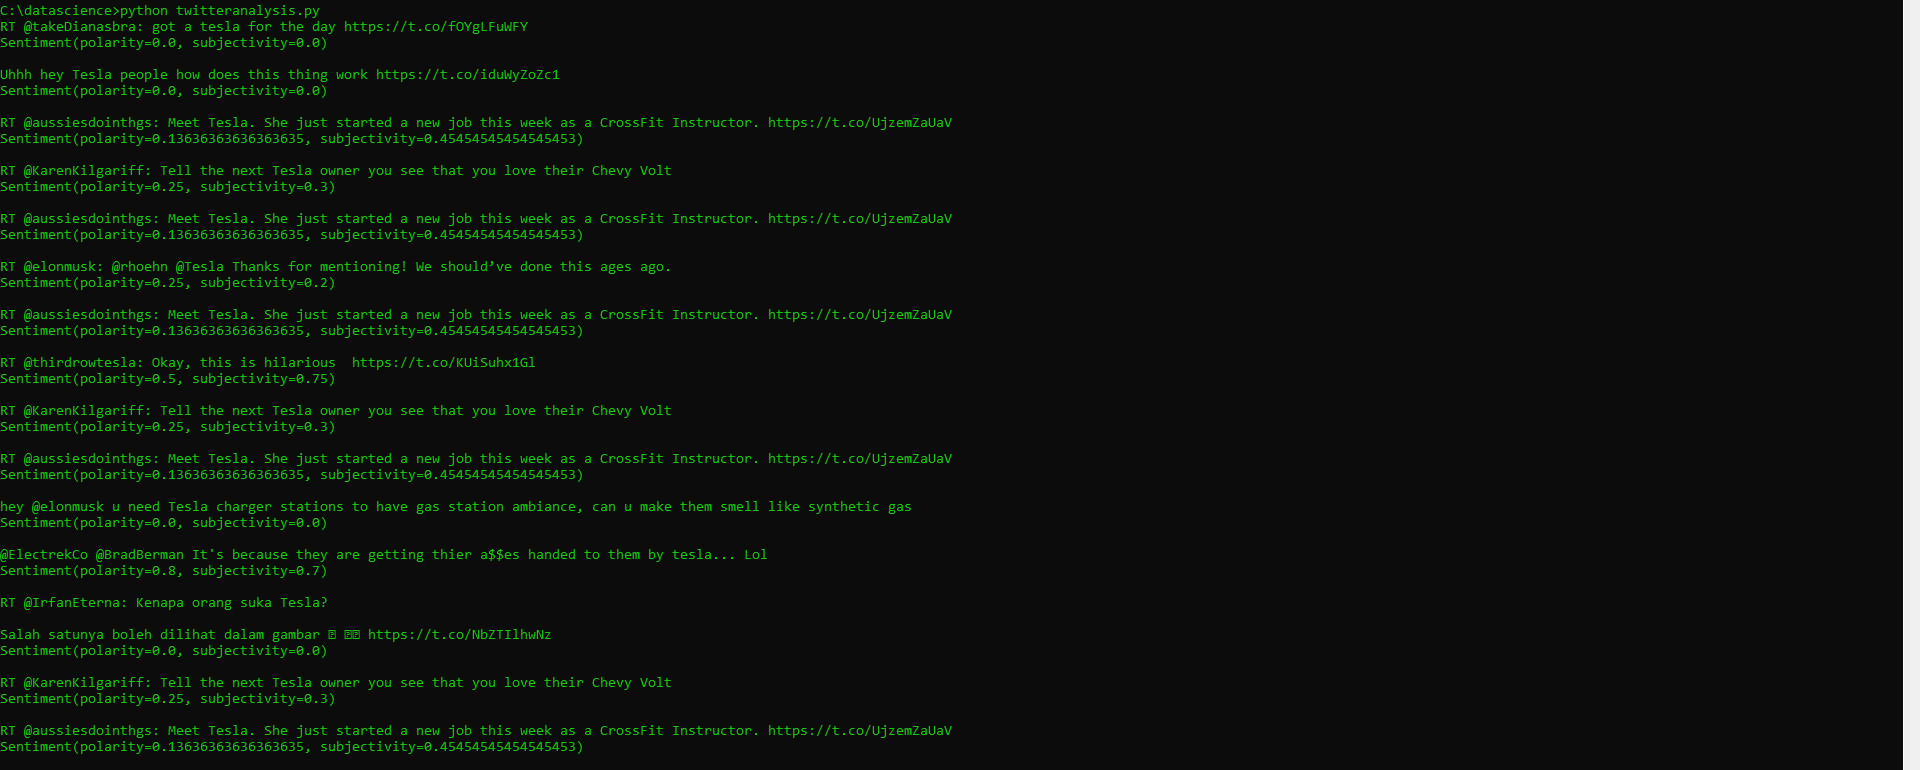 C:\datascience>python twitteranalysis.py
RT @takeDianasbra: got a tesla for the day https://t.co/fOYgLFuWFY
Sentiment(polarity=0.0, subjectivity=0.0)
Uhhh hey Tesla people how does this thing work https://t.co/iduWyZoZc1
Sentiment(polarity=0.0, subjectivity=0.0)
RT @aussiesdointhgs: Meet Tesla. She just started a new job this week as a CrossFit Instructor. https://t.co/UjzemZaUaV
Sentiment(polarity=0.13636363636363635, subjectivity=0.45454545454545453)
RT @KarenKilgariff: Tell the next Tesla owner you see that you love their Chevy Volt
Sentiment(polarity=0.25, subjectivity=0.3)
RT @aussiesdointhgs: Meet Tesla. She just started a new job this week as a CrossFit Instructor. https://t.co/UjzemZaUaV
Sentiment(polarity=0.13636363636363635, subjectivity=0.45454545454545453)
RT @elonmusk: @rhoehn @Tesla Thanks for mentioning! We should’ve done this ages ago.
Sentiment(polarity=0.25, subjectivity=0.2)
RT @aussiesdointhgs: Meet Tesla. She just started a new job this week as a CrossFit Instructor. https://t.co/UjzemZaUaV
Sentiment(polarity=0.13636363636363635, subjectivity=0.45454545454545453)
RT @thirdrowtesla: Okay, this is hilarious  https://t.co/KUiSuhx1Gl
Sentiment(polarity=0.5, subjectivity=0.75)
RT @KarenKilgariff: Tell the next Tesla owner you see that you love their Chevy Volt
Sentiment(polarity=0.25, subjectivity=0.3)
RT @aussiesdointhgs: Meet Tesla. She just started a new job this week as a CrossFit Instructor. https://t.co/UjzemZaUaV
Sentiment(polarity=0.13636363636363635, subjectivity=0.45454545454545453)
hey @elonmusk u need Tesla charger stations to have gas station ambiance, can u make them smell like synthetic gas
Sentiment(polarity=0.0, subjectivity=0.0)
@ElectrekCo @BradBerman It's because they are getting thier a$$es handed to them by tesla... Lol
Sentiment(polarity=0.8, subjectivity=0.7)
RT @IrfanEterna: Kenapa orang suka Tesla?
Salah satunya boleh dilihat dalam gambar https://t.co/NbZTIlhwNz
Sentiment(polarity=0.0, subjectivity=0.0)
RT @KarenKilgariff: Tell the next Tesla owner you see that you love their Chevy Volt
Sentiment(polarity=0.25, subjectivity=0.3)
RT @aussiesdointhgs: Meet Tesla. She just started a new job this week as a CrossFit Instructor. https://t.co/UjzemZaUaV
Sentiment(polarity=0.13636363636363635, subjectivity=0.45454545454545453)